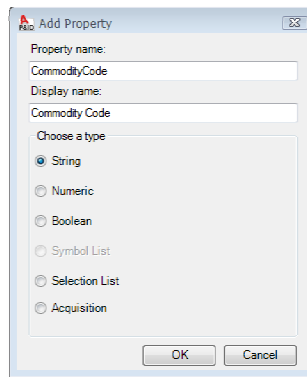 P&ID Add Property
Property name:
CommodityCode
Display name:
Commodity Code
Choose a type
String
Numeric
Boolean
Symbol List
Selection List
Acquisition
OK Cancel